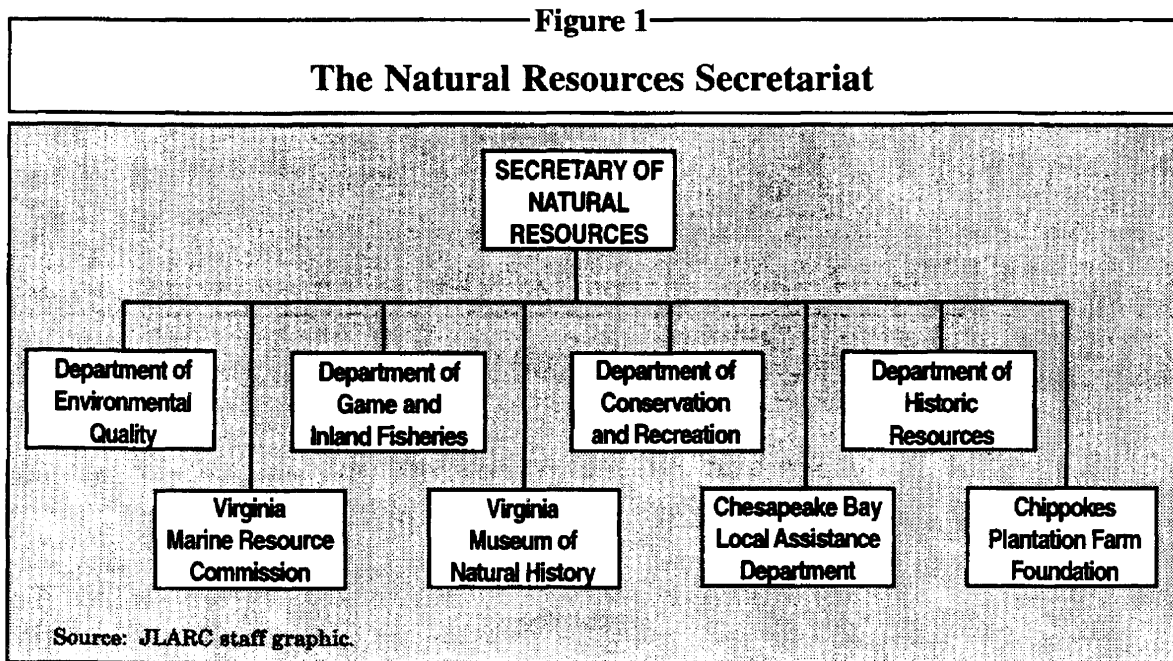 Figure 1
The Natural Resources Secretariat
SECRETARY OF
NATURAL
RESOURCES
Department of
Environmental
Quality
Department of
Game and
Inland Fisheries
Department of
Conservation
and Recreation
Department of
Historic
Resources
Virginia
Marine Resource
Commission
Virginia
Museum of
Natural History
Chesapeake Bay
Local Assistance
Department
Chippokes
Plantation Farm
Foundation
Source: JLARC staff graphic.